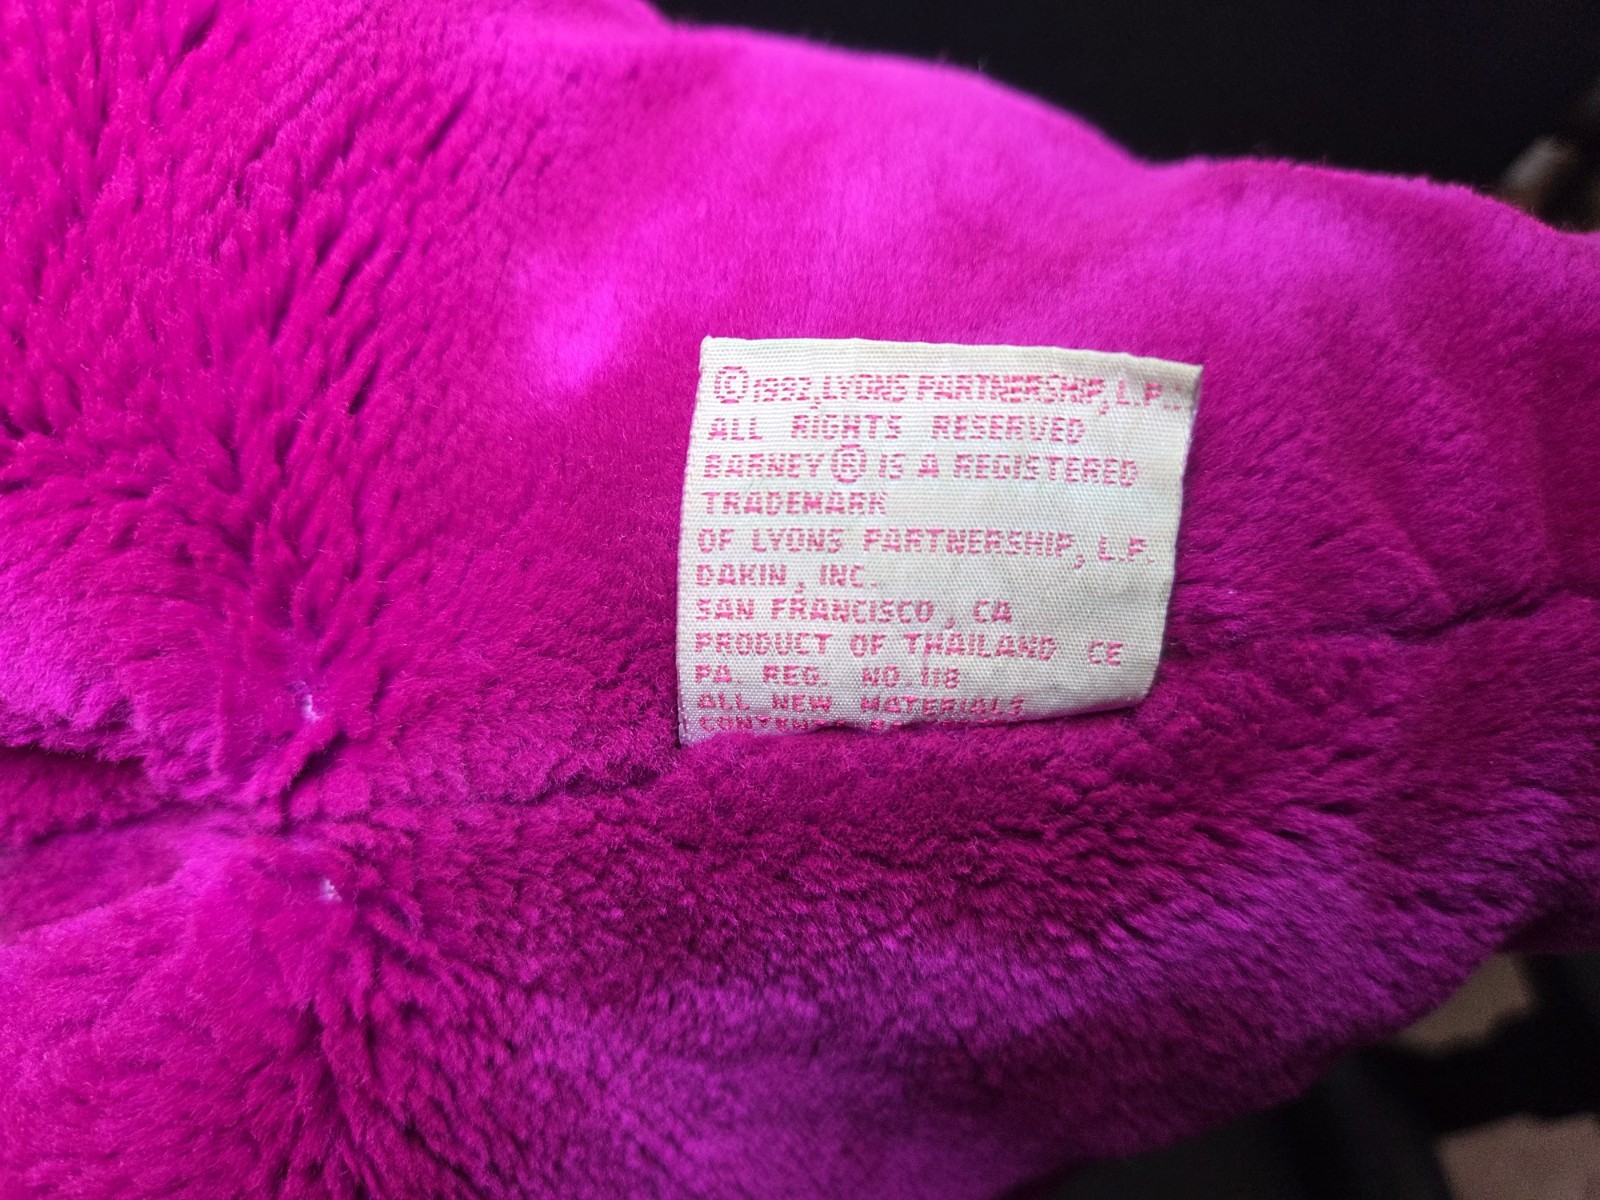 © 1992, LYONS PARTNERSHIP, L.P..
ALL RIGHTS RESERVED
BARNEY ® IS A REGISTERED
TRADEMARK
OF LYONS PARTNERSHIP, L.P.
DAKIN, INC.
SAN FRANCISCO, CA
PRODUCT OF THAILAND CE
PA. REG. NO. 118
ALL NEW MATERIALS